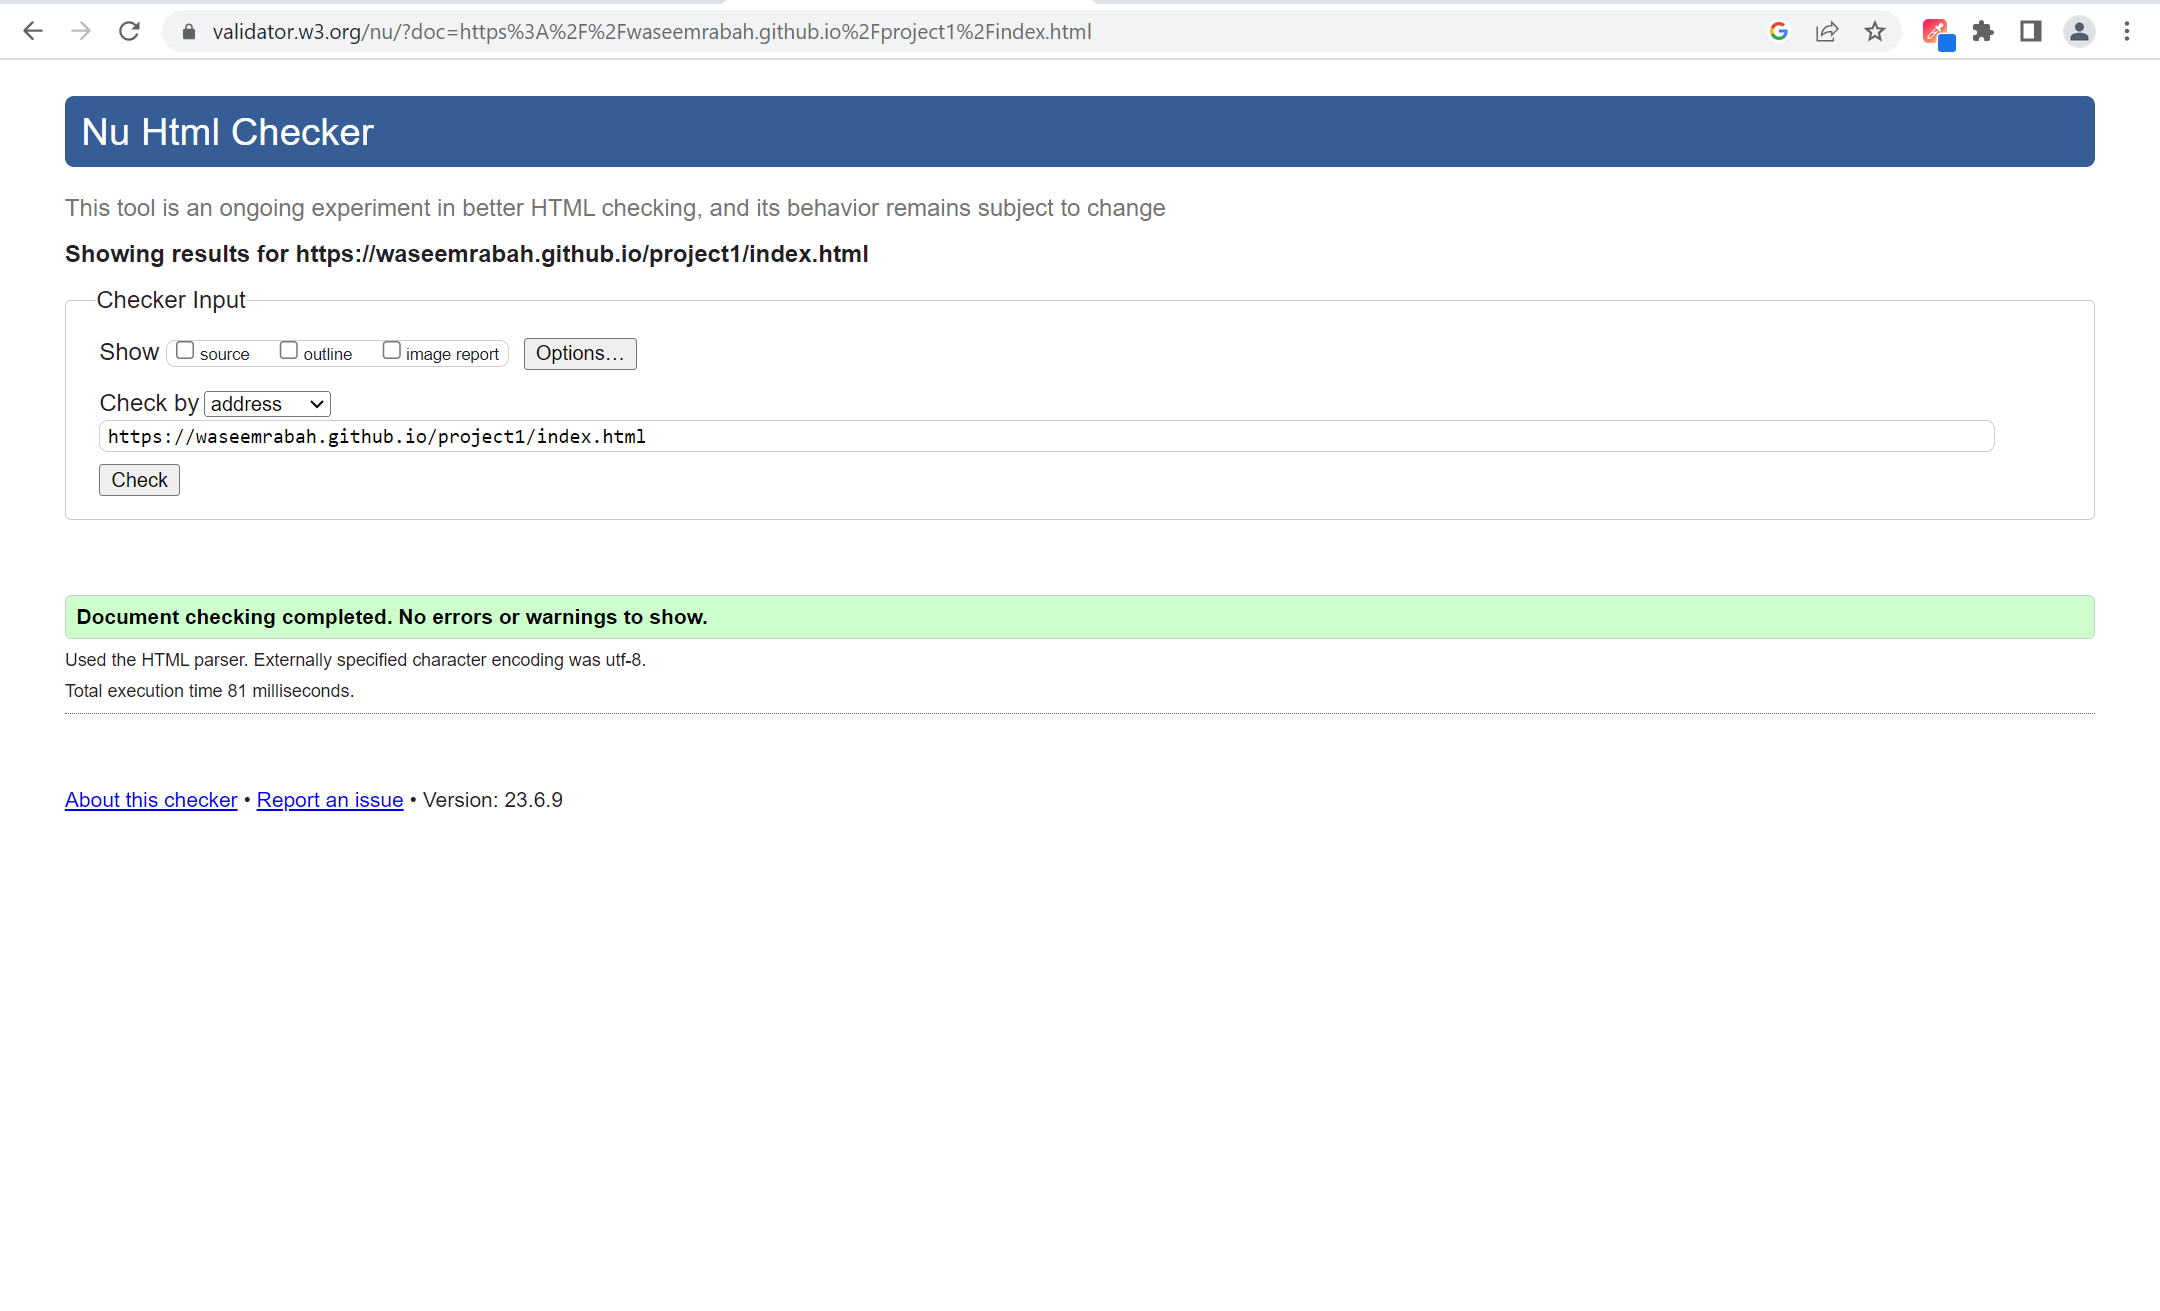 validator.w3.org/nu/?doc=https%3A%2F%2Fwaseemrabah.github.io%2Fproject1%2Findex.html
Nu Html Checker
This tool is an ongoing experiment in better HTML checking, and its behavior remains subject to change
Showing results for https://waseemrabah.github.io/project1/index.html
Checker Input
Show source outline image report Options...
Check by address
https://waseemrabah.github.io/project1/index.html
Check
Document checking completed. No errors or warnings to show.
Used the HTML parser. Externally specified character encoding was utf-8.
Total execution time 81 milliseconds.
About this checker • Report an issue • Version: 23.6.9